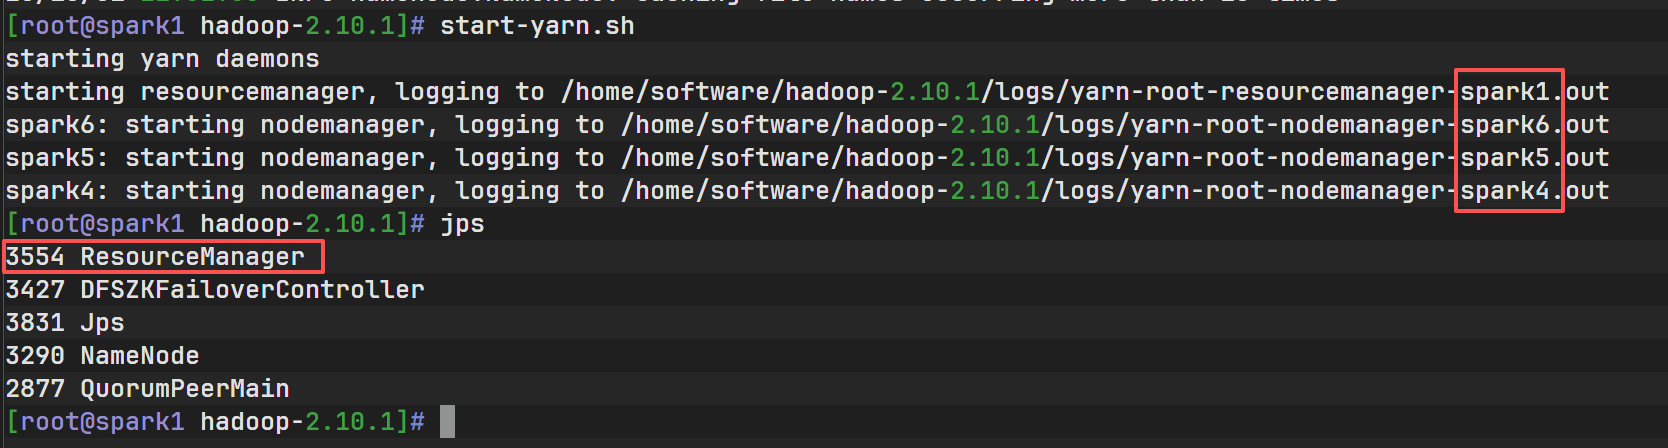 [root@spark1 hadoop-2.10.1]# start-yarn.sh
starting yarn daemons
starting resourcemanager, logging to /home/software/hadoop-2.10.1/logs/yarn-root-resourcemanager-spark1.out
spark6: starting nodemanager, logging to /home/software/hadoop-2.10.1/logs/yarn-root-nodemanager-spark6.out
spark5: starting nodemanager, logging to /home/software/hadoop-2.10.1/logs/yarn-root-nodemanager-spark5.out
spark4: starting nodemanager, logging to /home/software/hadoop-2.10.1/logs/yarn-root-nodemanager-spark4.out
[root@spark1 hadoop-2.10.1]# jps
3554 ResourceManager
3427 DFSZKFailoverController
3831 Jps
3290 NameNode
2877 QuorumPeerMain
[root@spark1 hadoop-2.10.1]#